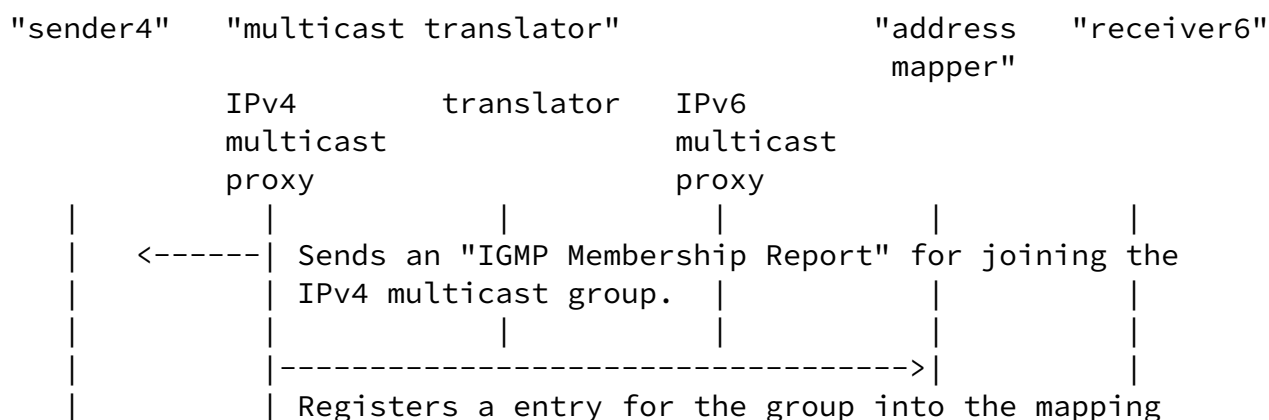 "sender4" "multicast translator" "address "receiver6"
mapper"
IPv4 translator IPv6
multicast multicast
proxy proxy
| | | | | |
| <------| Sends an "IGMP Membership Report" for joining the
| | IPv4 multicast group. | | |
| | | | | |
| |----------------------------------->| |
| | Registers a entry for the group into the mapping